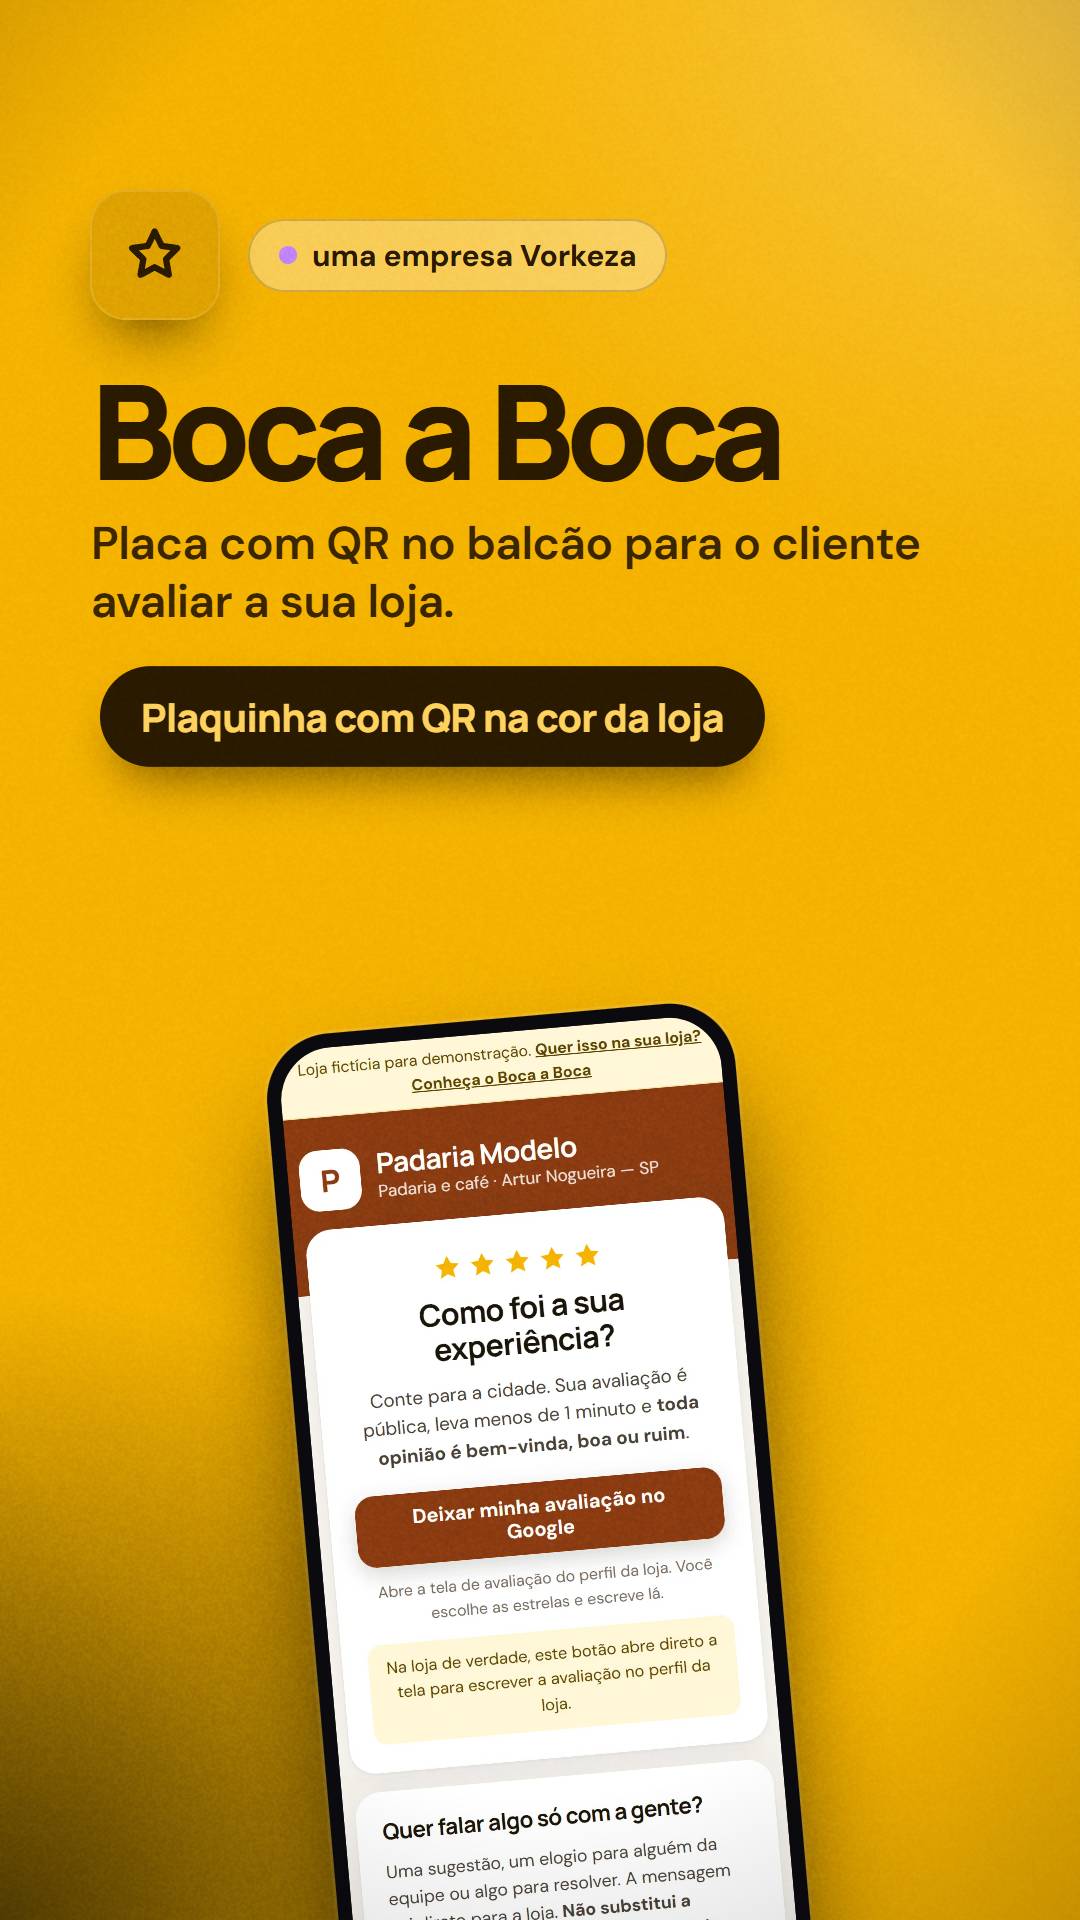 uma empresa Vorkeza
Boca a Boca
Placa com QR no balcão para o cliente
avaliar a sua loja.
Plaquinha com QR na cor da loja
Loja fictícia para demonstração. Quer isso na sua loja?
Conheça o Boca a Boca
P
Padaria Modelo
Padaria e café · Artur Nogueira — SP
Como foi a sua
experiência?
Conte para a cidade. Sua avaliação é
pública, leva menos de 1 minuto e toda
opinião é bem-vinda, boa ou ruim.
Deixar minha avaliação no
Google
Abre a tela de avaliação do perfil da loja. Você
escolhe as estrelas e escreve lá.
Na loja de verdade, este botão abre direto a
tela para escrever a avaliação no perfil da
loja.
Quer falar algo só com a gente?
Uma sugestão, um elogio para alguém da
equipe ou algo para resolver. A mensagem
para a loja. Não substitui a